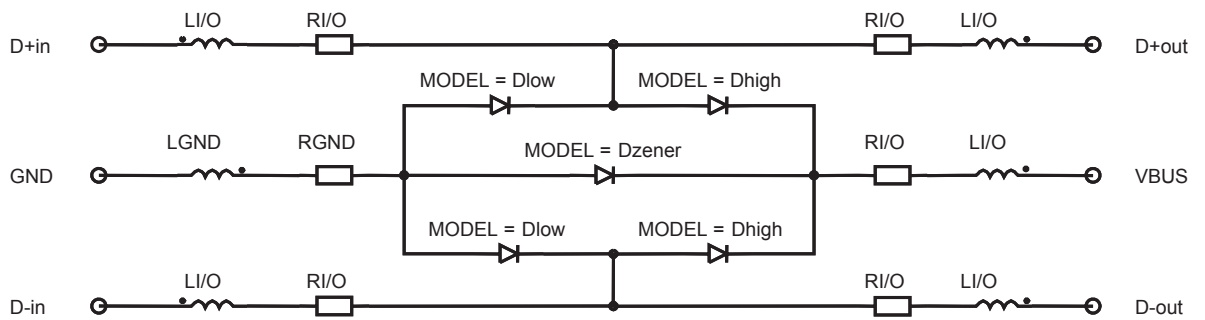 LI/O RI/O RI/O LI/O
D+in D+out
MODEL = Dlow MODEL = Dhigh
LGND RGND MODEL = Dzener RI/O LI/O
GND VBUS
MODEL = Dlow MODEL = Dhigh
LI/O RI/O RI/O LI/O
D-in D-out